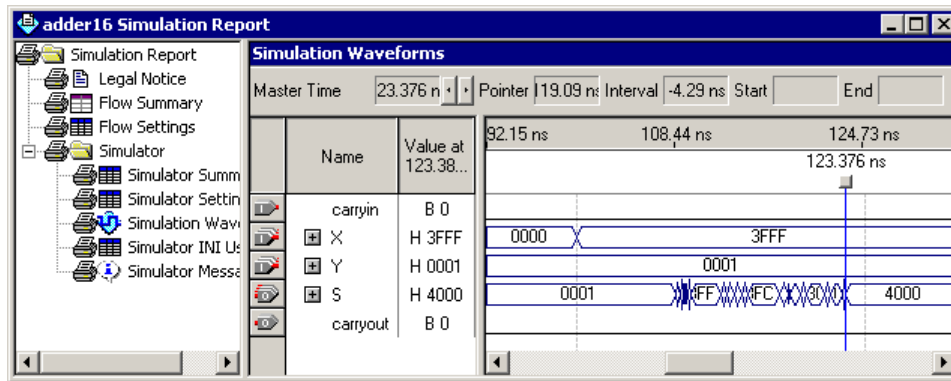 adder16 Simulation Report
Simulation Report
Legal Notice
Flow Summary
Flow Settings
Simulator
Simulator Summ
Simulator Settin
Simulation Wav
Simulator INI Us
Simulator Messa
Simulation Waveforms
Master Time 23.376 n Pointer 119.09 ns Interval -4.29 ns Start End
Name Value at 123.38...
92.15 ns 108.44 ns 124.73 ns
123.376 ns
carryin B 0
X H 3FFF 0000 3FFF
Y H 0001 0001
S H 4000 0001 4000
carryout B 0